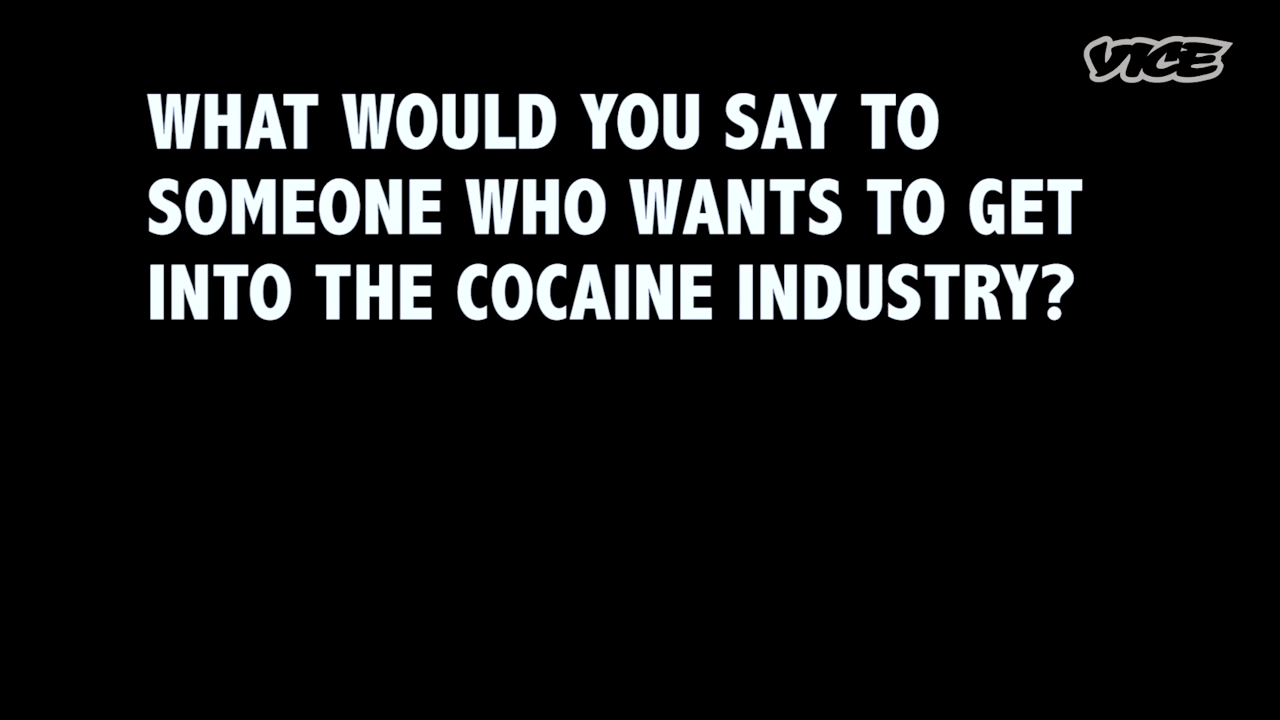 VICE
WHAT WOULD YOU SAY TO
SOMEONE WHO WANTS TO GET
INTO THE COCAINE INDUSTRY?